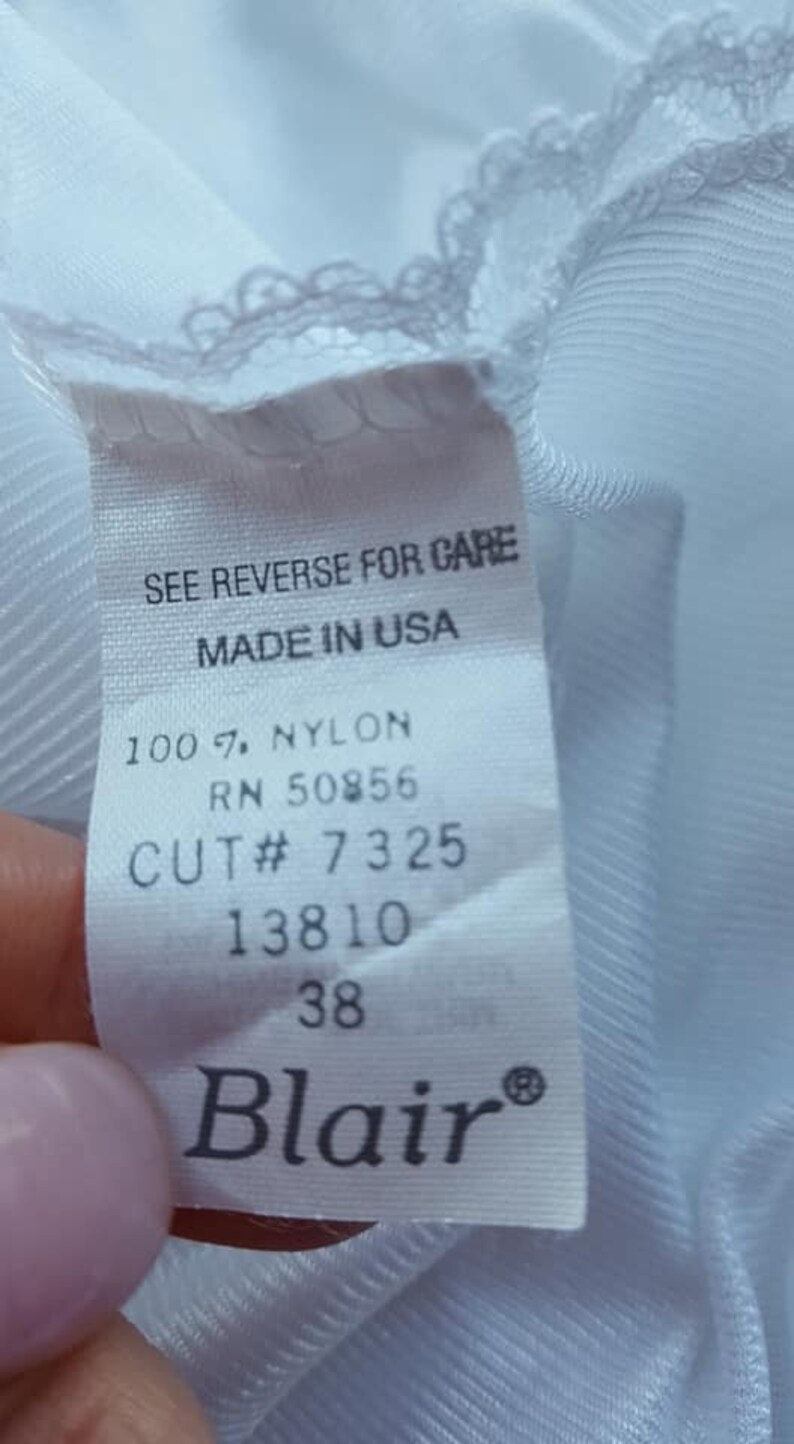 SEE REVERSE FOR CARE
MADE IN USA
100%. NYLON
RN 50856
CUT# 7325
13810
38
Blair®